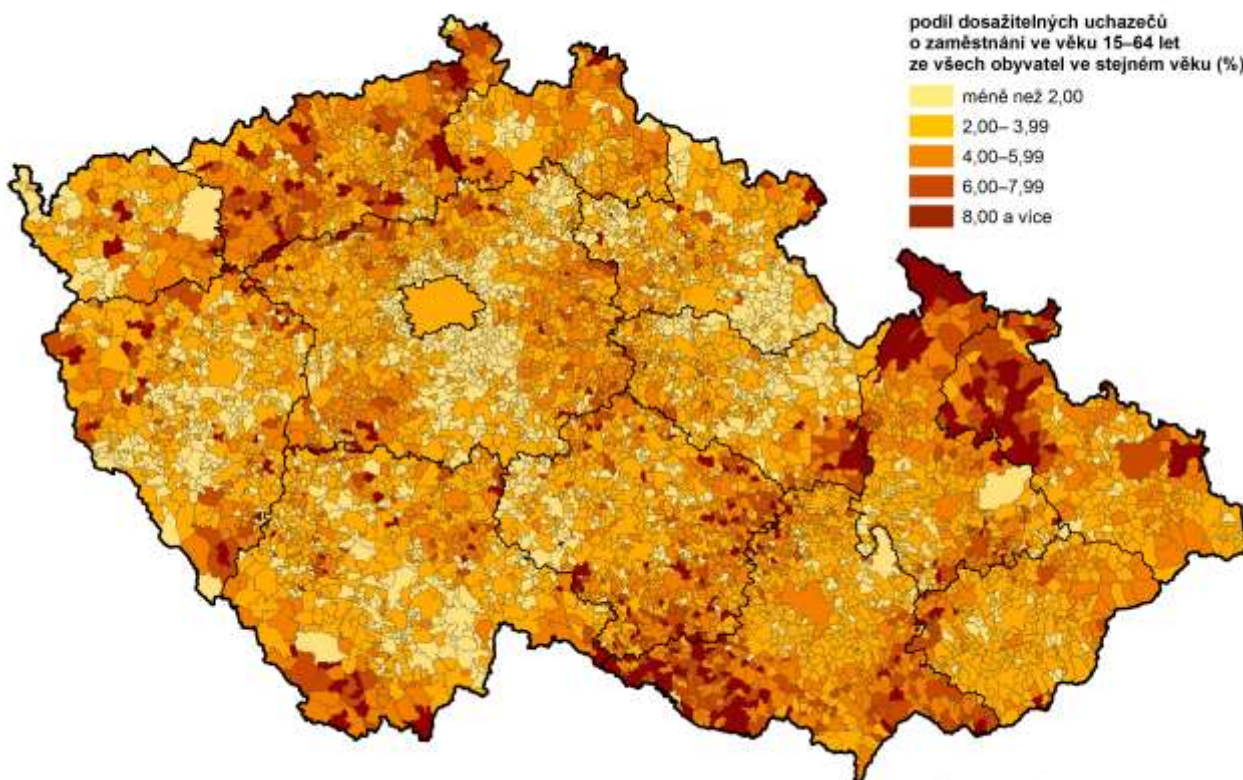 podíl dosažitelných uchazečů
o zaměstnání ve věku 15–64 let
ze všech obyvatel ve stejném věku (%)
méně než 2,00
2,00– 3,99
4,00–5,99
6,00–7,99
8,00 a více